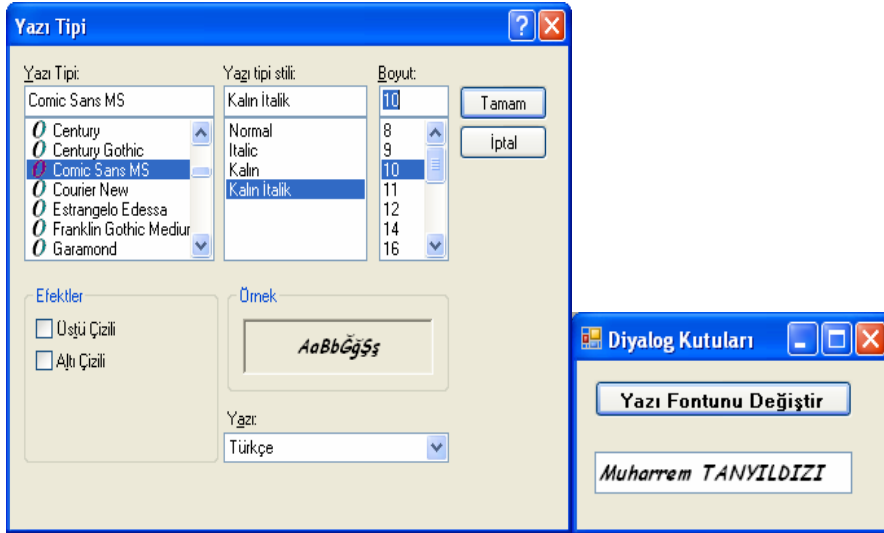 Yazı Tipi
Yazı Tipi:
Comic Sans MS
Century
Century Gothic
Comic Sans MS
Courier New
Estrangelo Edessa
Franklin Gothic Mediur
Garamond
Yazı tipi stili:
Kalın İtalik
Normal
Italic
Kalın
Kalın İtalik
Boyut:
10
8
9
10
11
12
14
16
Tamam
İptal
Efektler
Üstü Çizili
Altı Çizili
Örnek
AaBbĞğŞş
Yazı:
Türkçe
Diyalog Kutuları
Yazı Fontunu Değiştir
Muharrem TANYILDIZI